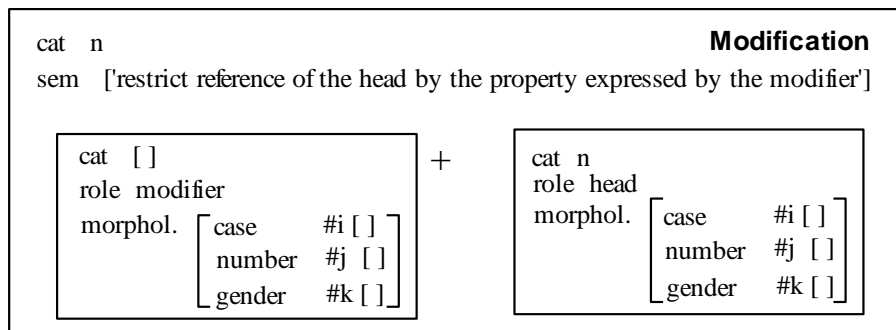 cat n Modification
sem ['restrict reference of the head by the property expressed by the modifier']
cat [ ]
role modifier
morphol. case #i [ ]
number #j [ ]
gender #k [ ]
+
cat n
role head
morphol. case #i [ ]
number #j [ ]
gender #k [ ]